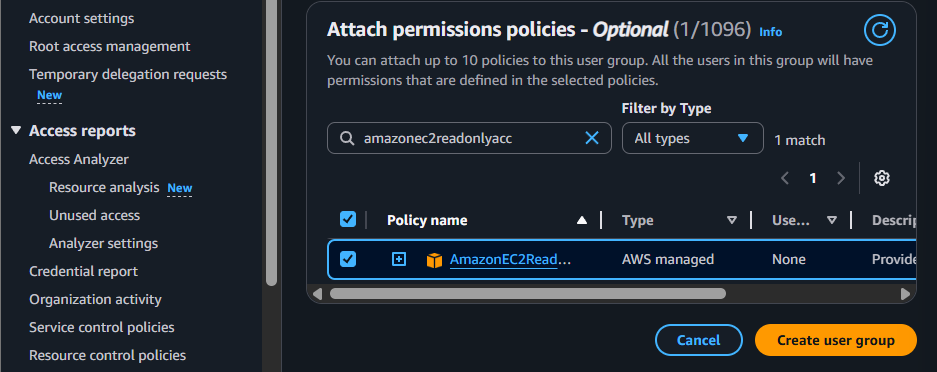 Account settings
Root access management
Temporary delegation requests
New
Access reports
Access Analyzer
Resource analysis New
Unused access
Analyzer settings
Credential report
Organization activity
Service control policies
Resource control policies
Attach permissions policies - Optional (1/1096) Info
You can attach up to 10 policies to this user group. All the users in this group will have
permissions that are defined in the selected policies.
Filter by Type
amazonec2readonlyacc
All types
1 match
1
Policy name Type Use... Descrip
AmazonEC2Read... AWS managed None Provide
Cancel
Create user group